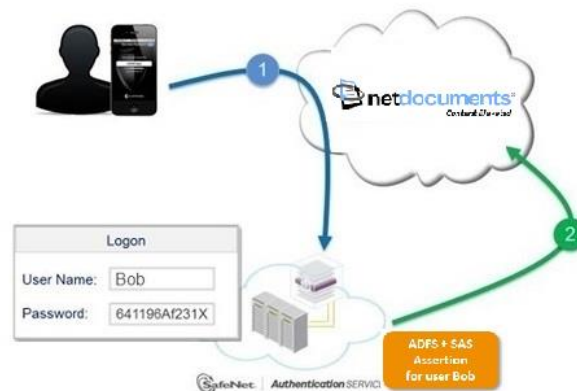 1
netdocuments®
Content Elevated
2
Logon
User Name: Bob
Password: 641196Af231X
ADFS + SAS
Assertion
for user Bob
SafeNet. Authentication SERVIC